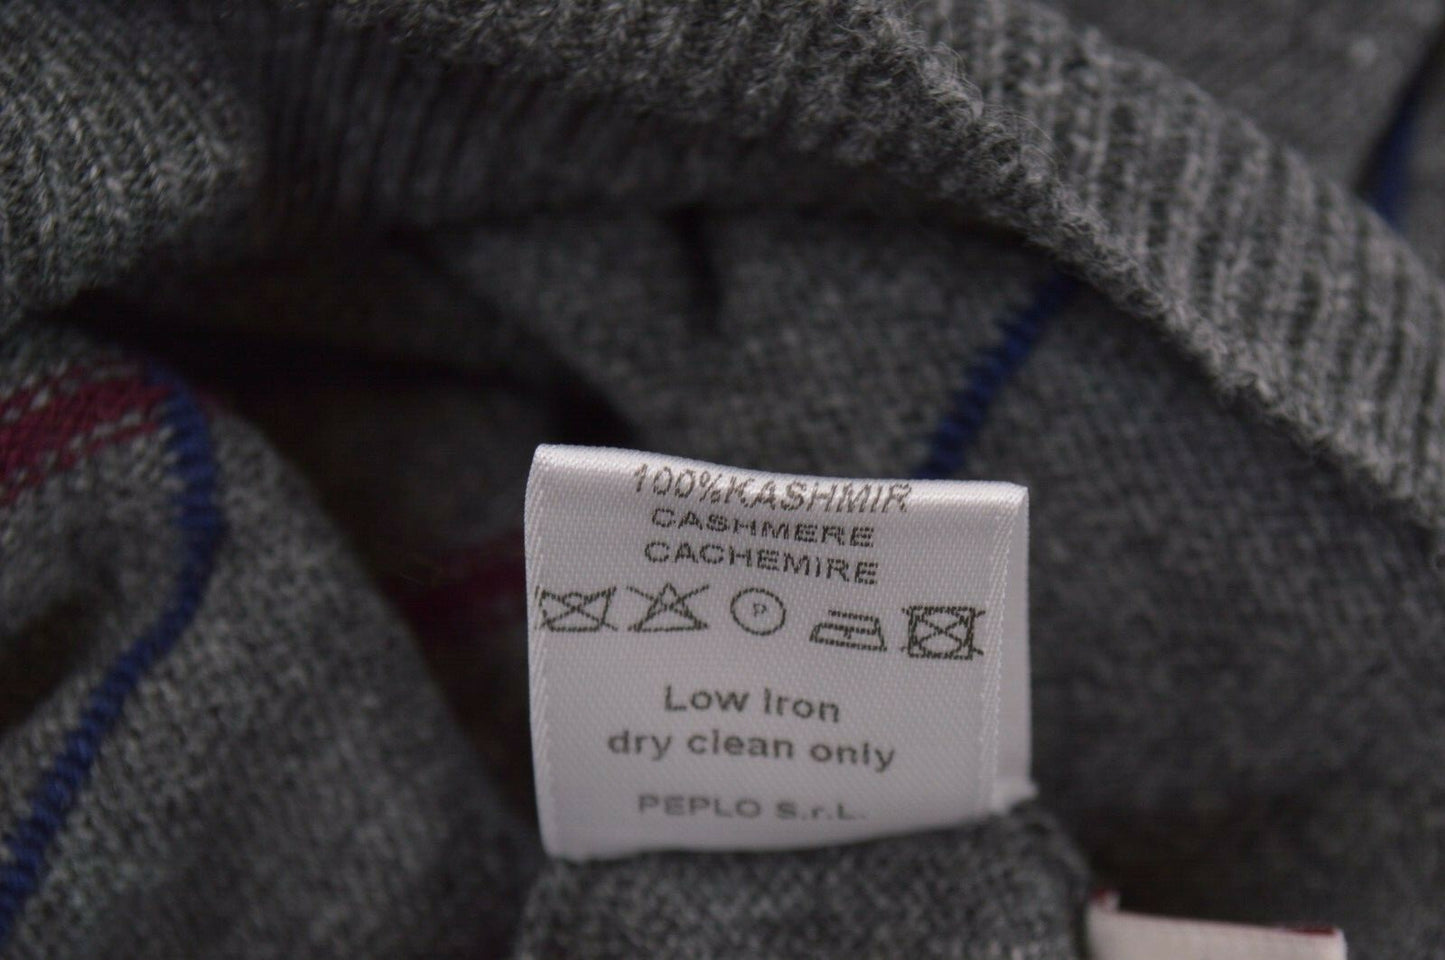 100%KASHMIR
CASHMERE
CACHEMIRE
P
Low Iron
dry clean only
PEPLO S.r.L.